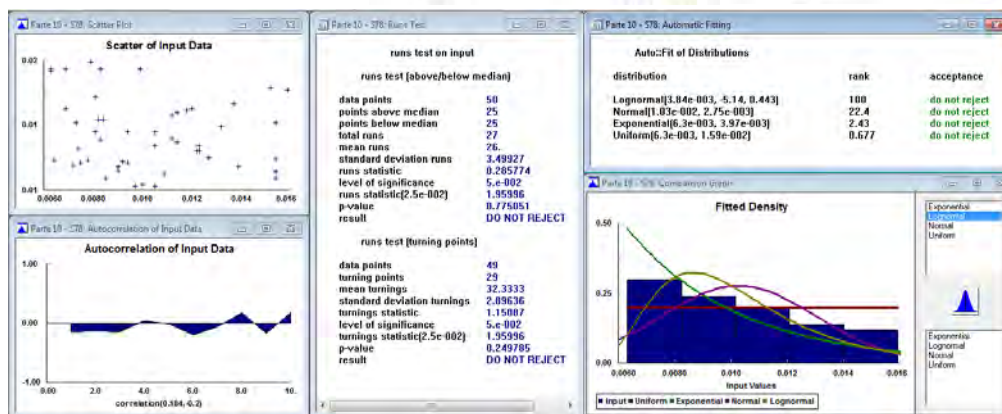 Parte 10 - S78: Scatter Plot
Scatter of Input Data
0.02
0.01
0.01
0.0060 0.0080 0.010 0.012 0.014 0.016
Parte 10 - S78: Autocorrelation of Input Data
Autocorrelation of Input Data
1.00
0.00
-1.00
0.00 2.0 4.0 6.0 8.0 10.
correlation(0.184,-0.2)
Parte 10 - S78: Runs Test
runs test on input
runs test (above/below median)
data points 50
points above median 25
points below median 25
total runs 27
mean runs 26.
standard deviation runs 3.49927
runs statistic 0.285774
level of significance 5.e-002
runs statistic(2.5e-002) 1.95996
p-value 0.775051
result DO NOT REJECT
runs test (turning points)
data points 49
turning points 29
mean turnings 32.3333
standard deviation turnings 2.89636
turnings statistic 1.15087
level of significance 5.e-002
turnings statistic(2.5e-002) 1.95996
p-value 0.249785
result DO NOT REJECT
Parte 10 - S78: Automatic Fitting
Auto::Fit of Distributions
distribution rank acceptance
Lognormal(3.84e-003, -5.14, 0.443) 100 do not reject
Normal(1.03e-002, 2.75e-003) 22.4 do not reject
Exponential(6.3e-003, 3.97e-003) 2.43 do not reject
Uniform(6.3e-003, 1.59e-002) 0.677 do not reject
Parte 10 - S78: Comparison Graph
Fitted Density
0.50
0.25
0.00
0.0060 0.0080 0.010 0.012 0.014 0.016
Input Values
Input Uniform Exponential Normal Lognormal
Exponential
Lognormal
Normal
Uniform
Exponential
Lognormal
Normal
Uniform